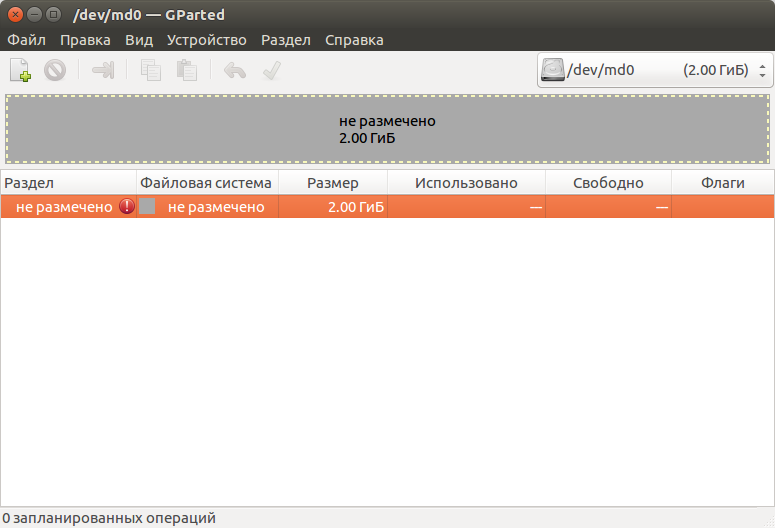 /dev/md0 — GParted
Файл Правка Вид Устройство Раздел Справка
/dev/md0 (2.00 ГиБ)
не размечено
2.00 ГиБ
Раздел Файловая система Размер Использовано Свободно Флаги
не размечено не размечено 2.00 ГиБ --- ---
0 запланированных операций